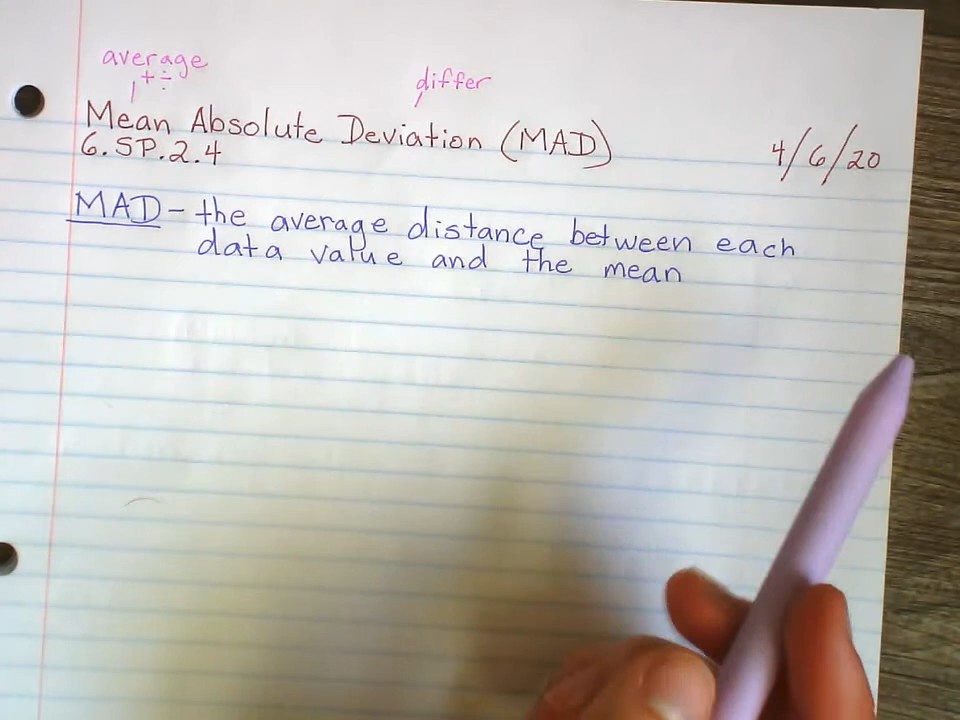 average
+ ÷
differ
Mean Absolute Deviation (MAD)
6.SP.2.4
4/6/20
MAD - the average distance between each
data value and the mean